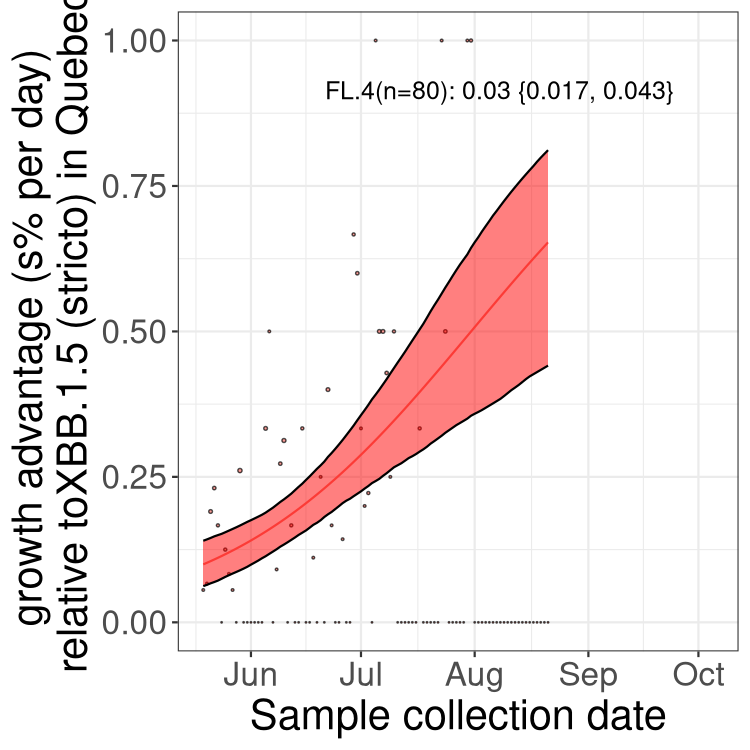 growth advantage (s% per day)
relative toXBB.1.5 (stricto) in Quebec
1.00
0.75
0.50
0.25
0.00
FL.4(n=80): 0.03 {0.017, 0.043}
Jun
Jul
Aug
Sep
Oct
Sample collection date